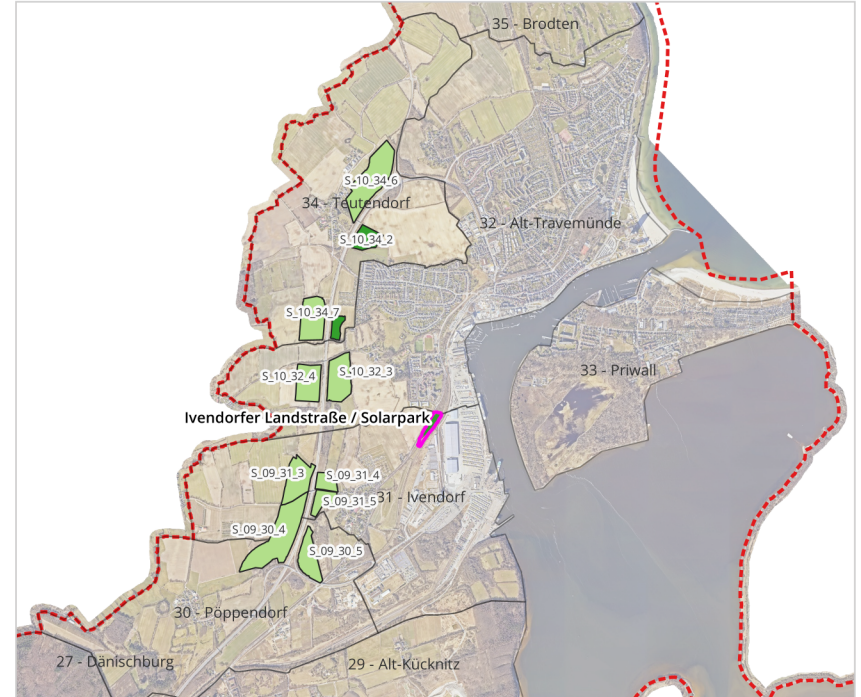 35 - Brodten
S_10_34_6
34 - Teutendorf
32 - Alt-Travemünde
S_10_34_2
S_10_34_7
33 - Priwall
S_10_32_3
S_10_32_4
Ivendorfer Landstraße / Solarpark
S_09_31_3
S_09_31_4
31 - Ivendorf
S_09_31_5
S_09_30_4
S_09_30_5
30 - Pöppendorf
27 - Dänischburg
29 - Alt-Kücknitz